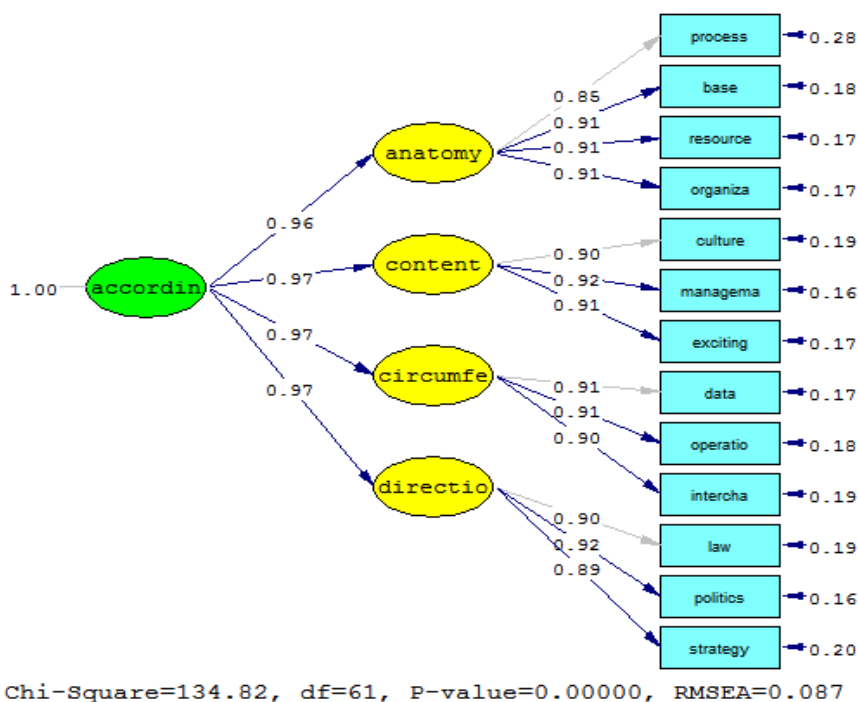 process 0.28
0.85
base 0.18
0.91
resource 0.17
anatomy 0.91
organiza 0.17
0.91
0.96
culture 0.19
0.90
content 0.97
managema 0.16
0.92
1.00 accordin
exciting 0.17
0.91
0.97
data 0.17
circumfe 0.91
0.97
operatio 0.18
0.91
0.90
intercha 0.19
directio
law 0.19
0.90
0.92
politics 0.16
0.89
strategy 0.20
Chi-Square=134.82, df=61, P-value=0.00000, RMSEA=0.087